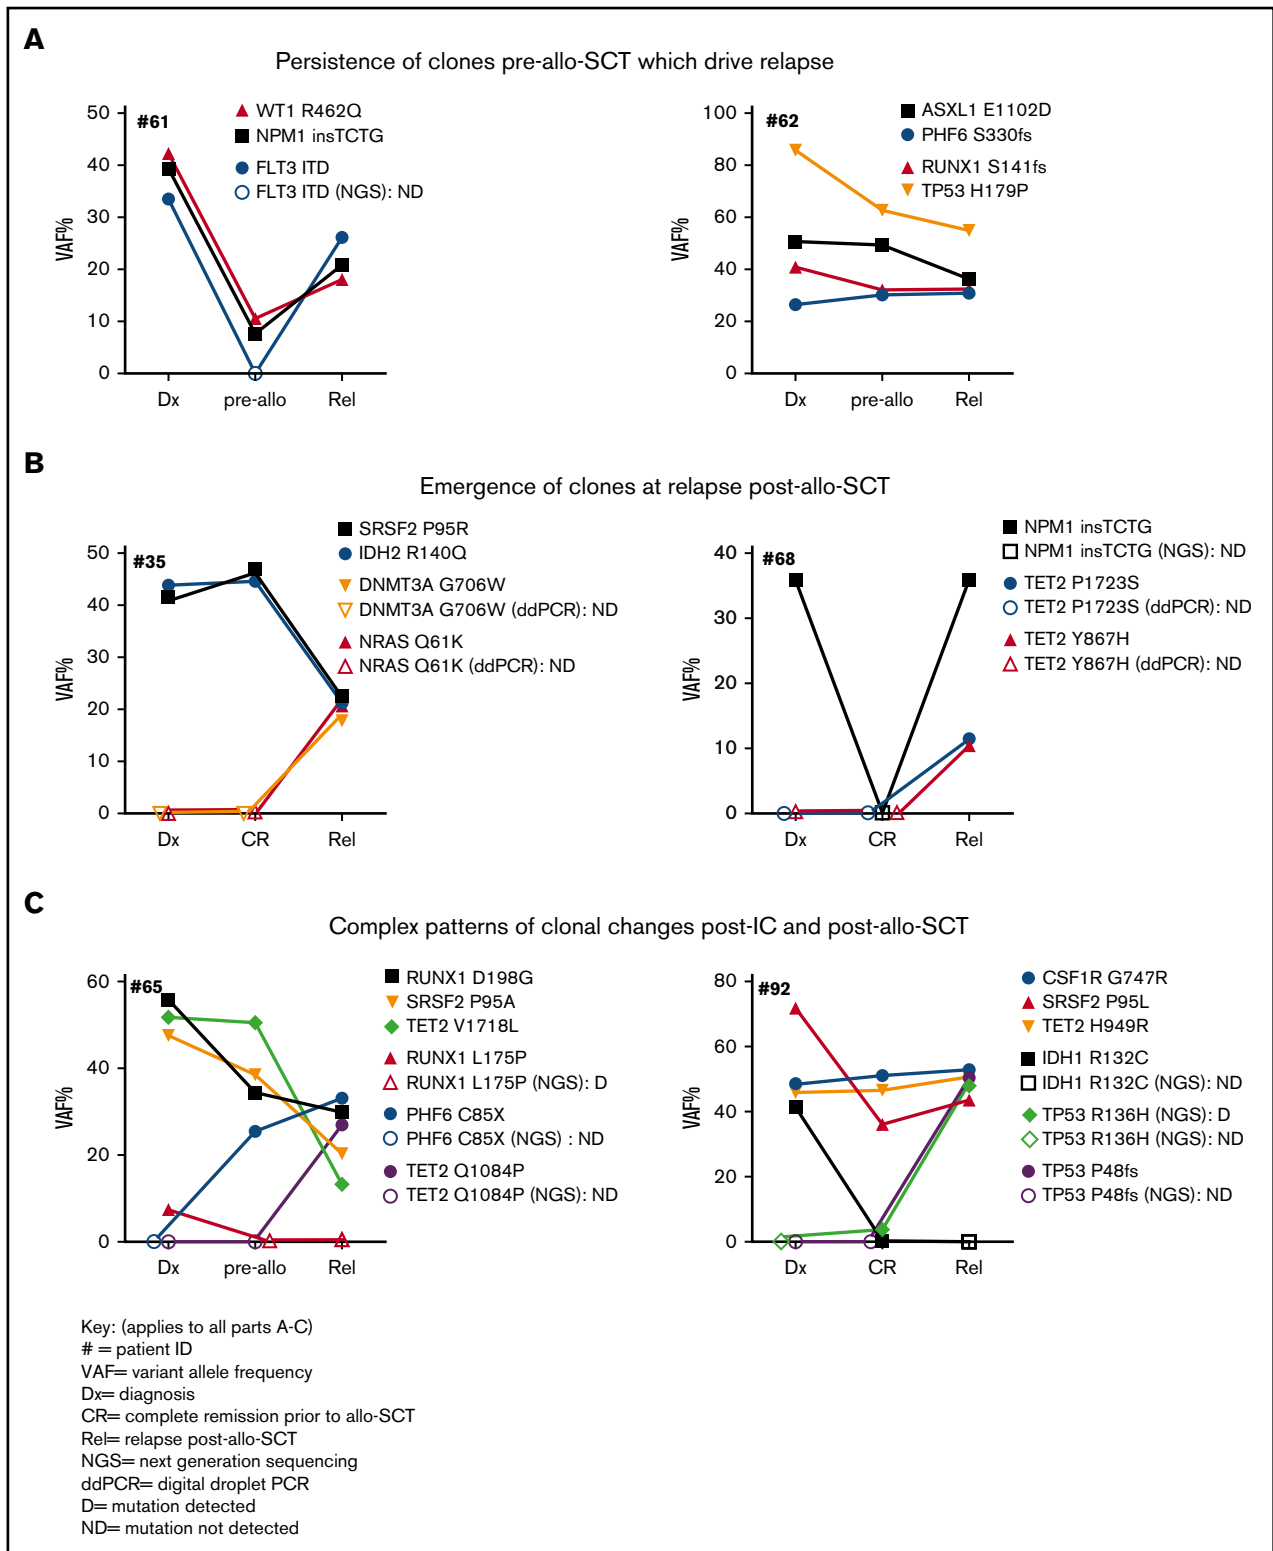 A
Persistence of clones pre-allo-SCT which drive relapse
#61
WT1 R462Q
NPM1 insTCTG
FLT3 ITD
FLT3 ITD (NGS): ND
VAF%
50
40
30
20
10
0
Dx
pre-allo
Rel
#62
ASXL1 E1102D
PHF6 S330fs
RUNX1 S141fs
TP53 H179P
VAF%
100
80
60
40
20
0
Dx
pre-allo
Rel
B
Emergence of clones at relapse post-allo-SCT
#35
SRSF2 P95R
IDH2 R140Q
DNMT3A G706W
DNMT3A G706W (ddPCR): ND
NRAS Q61K
NRAS Q61K (ddPCR): ND
VAF%
50
40
30
20
10
0
Dx
CR
Rel
#68
NPM1 insTCTG
NPM1 insTCTG (NGS): ND
TET2 P1723S
TET2 P1723S (ddPCR): ND
TET2 Y867H
TET2 Y867H (ddPCR): ND
VAF%
40
30
20
10
0
Dx
CR
Rel
C
Complex patterns of clonal changes post-IC and post-allo-SCT
#65
RUNX1 D198G
SRSF2 P95A
TET2 V1718L
RUNX1 L175P
RUNX1 L175P (NGS): D
PHF6 C85X
PHF6 C85X (NGS) : ND
TET2 Q1084P
TET2 Q1084P (NGS): ND
VAF%
60
40
20
0
Dx
pre-allo
Rel
#92
CSF1R G747R
SRSF2 P95L
TET2 H949R
IDH1 R132C
IDH1 R132C (NGS): ND
TP53 R136H (NGS): D
TP53 R136H (NGS): ND
TP53 P48fs
TP53 P48fs (NGS): ND
VAF%
80
60
40
20
0
Dx
CR
Rel
Key: (applies to all parts A-C)
# = patient ID
VAF= variant allele frequency
Dx= diagnosis
CR= complete remission prior to allo-SCT
Rel= relapse post-allo-SCT
NGS= next generation sequencing
ddPCR= digital droplet PCR
D= mutation detected
ND= mutation not detected